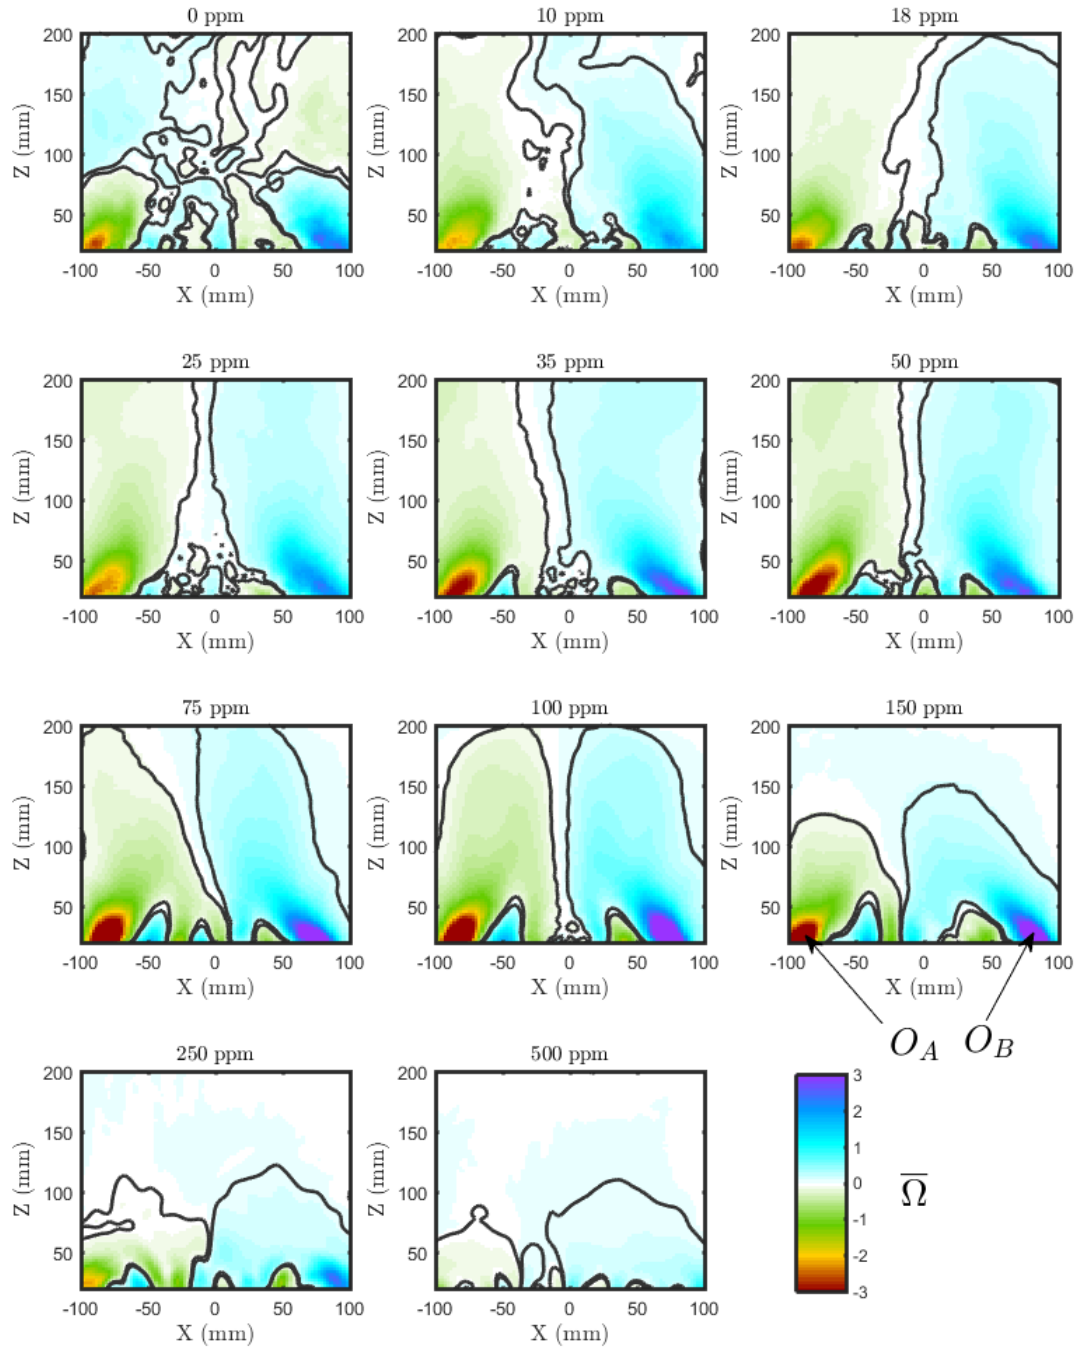 0 ppm 10 ppm 18 ppm
200 200 200
150 150 150
Z (mm) Z (mm) Z (mm)
100 100 100
50 50 50
-100 -50 0 50 100 -100 -50 0 50 100 -100 -50 0 50 100
X (mm) X (mm) X (mm)
25 ppm 35 ppm 50 ppm
200 200 200
150 150 150
Z (mm) Z (mm) Z (mm)
100 100 100
50 50 50
-100 -50 0 50 100 -100 -50 0 50 100 -100 -50 0 50 100
X (mm) X (mm) X (mm)
75 ppm 100 ppm 150 ppm
200 200 200
150 150 150
Z (mm) Z (mm) Z (mm)
100 100 100
50 50 50
-100 -50 0 50 100 -100 -50 0 50 100 -100 -50 0 50 100
X (mm) X (mm) X (mm)
O_A O_B
250 ppm 500 ppm
200 200
150 150
Z (mm) Z (mm)
100 100
50 50
-100 -50 0 50 100 -100 -50 0 50 100
X (mm) X (mm)
3
2
1
0
-1
-2
-3
Ω̅